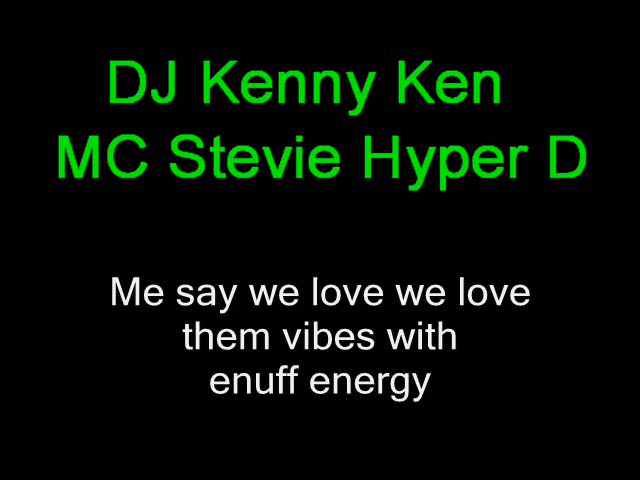 DJ Kenny Ken
MC Stevie Hyper D
Me say we love we love
them vibes with
enuff energy